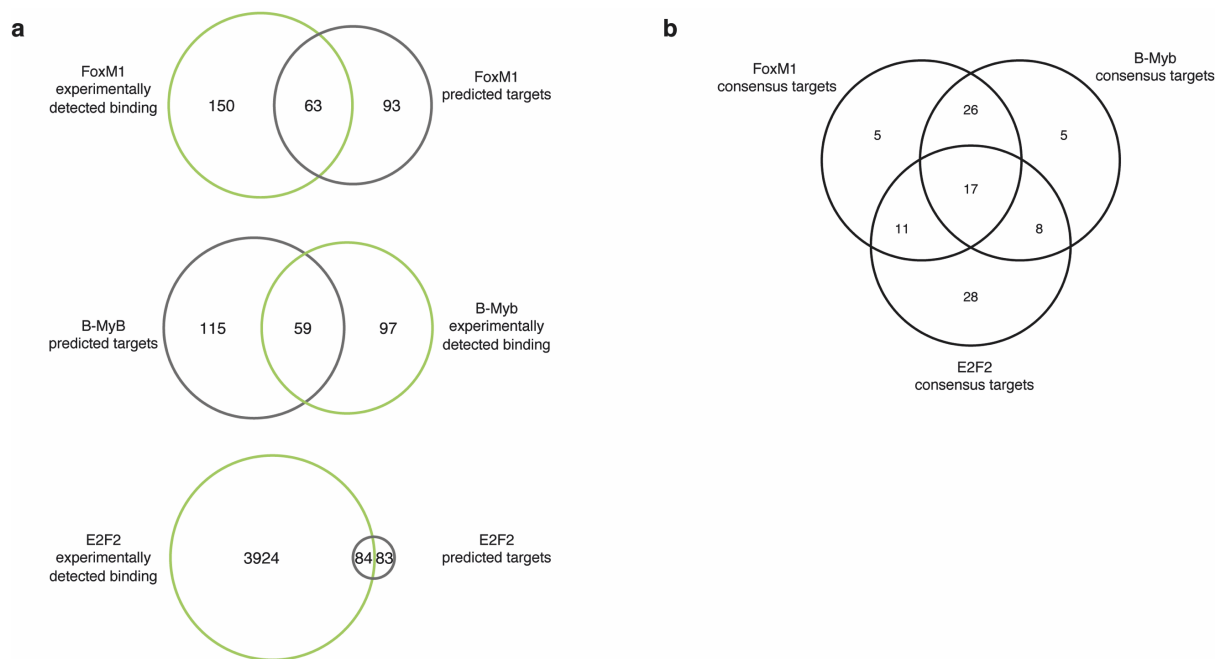 a
FoxM1
experimentally
detected binding
150
63
93
FoxM1
predicted targets
B-MyB
predicted targets
115
59
97
B-Myb
experimentally
detected binding
E2F2
experimentally
detected binding
3924
84
83
E2F2
predicted targets
b
FoxM1
consensus targets
B-Myb
consensus targets
26
5
5
17
11
8
28
E2F2
consensus targets